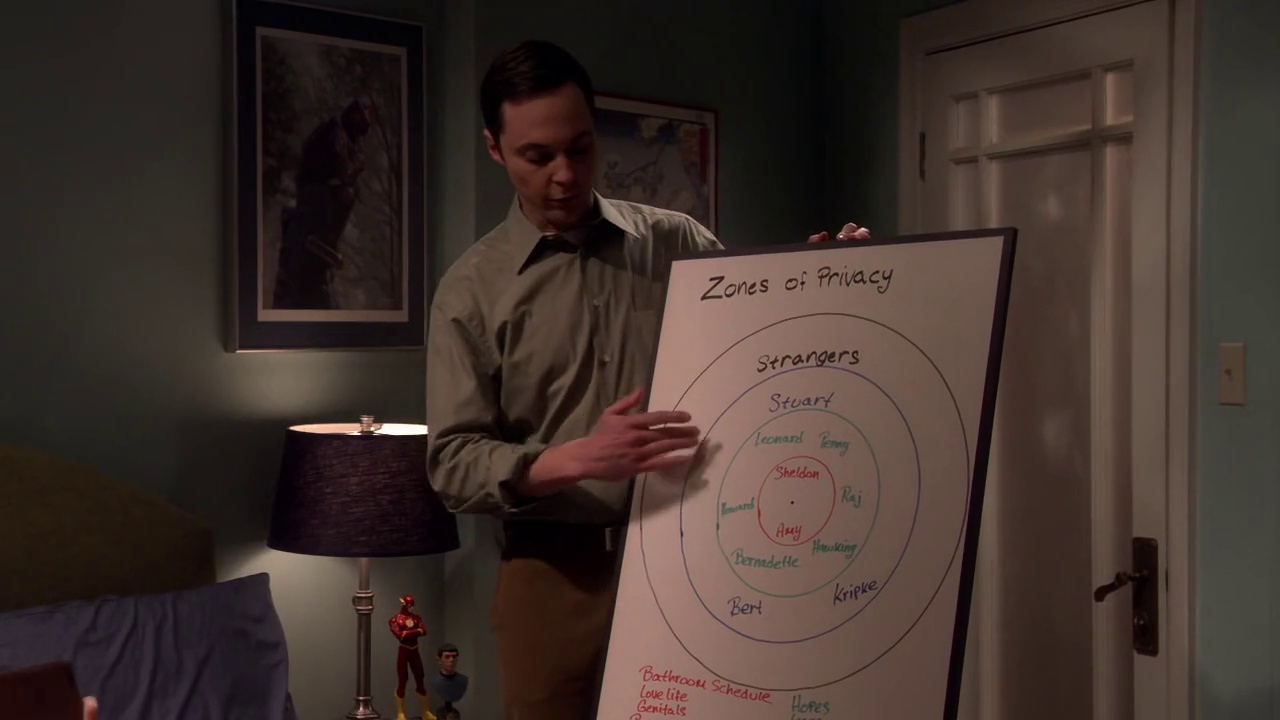 Zones of Privacy
Strangers
Stuart
Leonard Penny
Sheldon
Howard Raj
Amy
Hawking
Bernadette
Bert Kripke
Bathroom Schedule
Love life
Genitals
Hopes